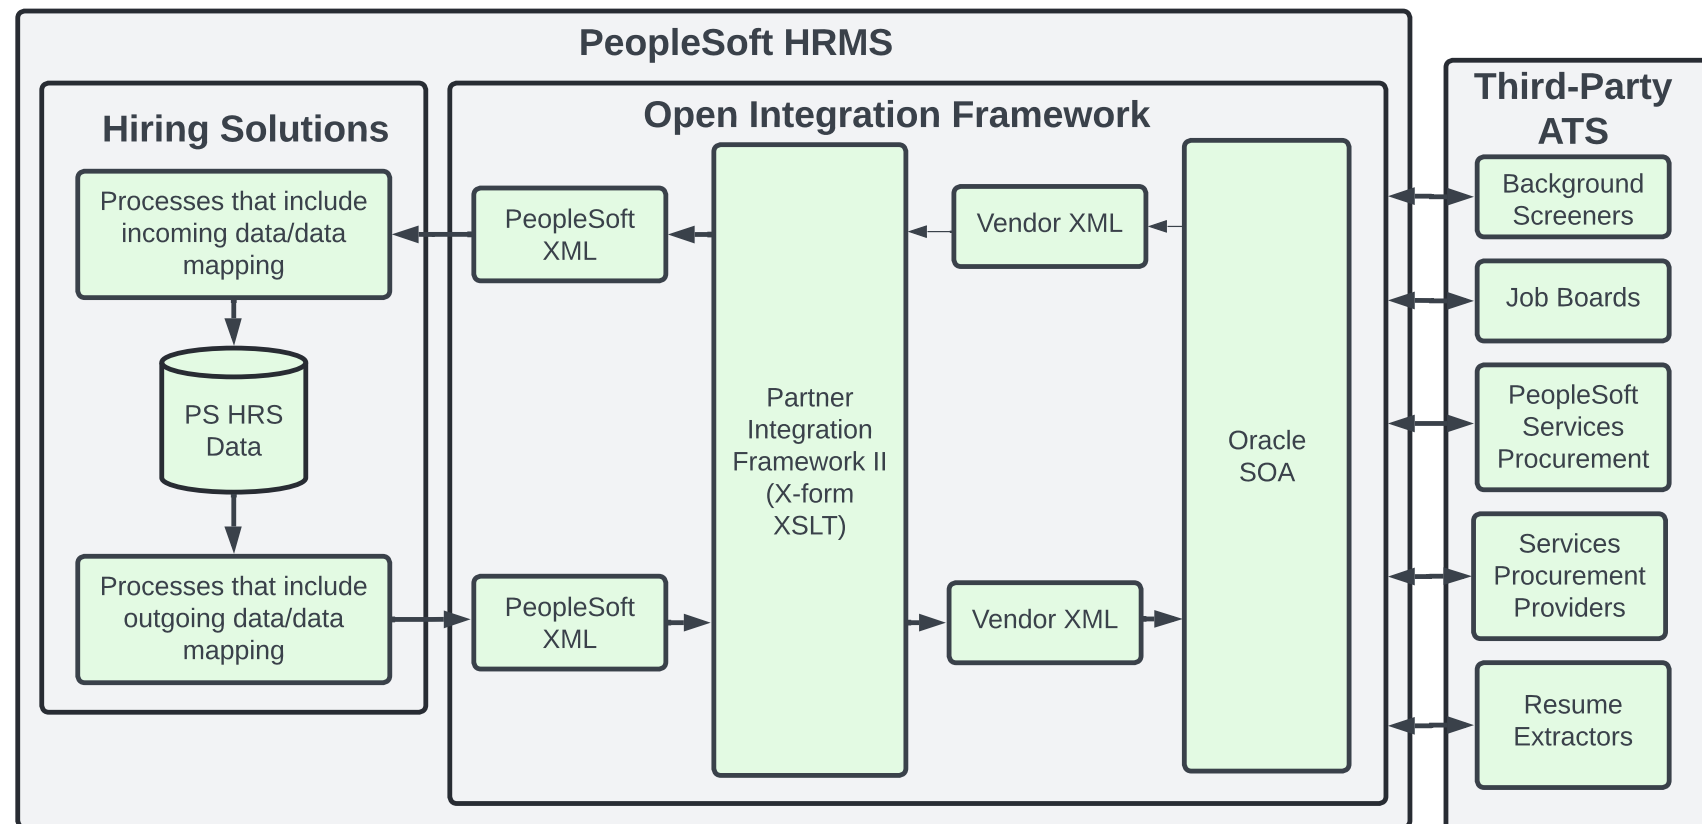 PeopleSoft HRMS
Hiring Solutions
Processes that include
incoming data/data
mapping
PS HRS
Data
Processes that include
outgoing data/data
mapping
Open Integration Framework
PeopleSoft
XML
PeopleSoft
XML
Partner
Integration
Framework II
(X-form
XSLT)
Vendor XML
Vendor XML
Oracle
SOA
Third-Party
ATS
Background
Screeners
Job Boards
PeopleSoft
Services
Procurement
Services
Procurement
Providers
Resume
Extractors